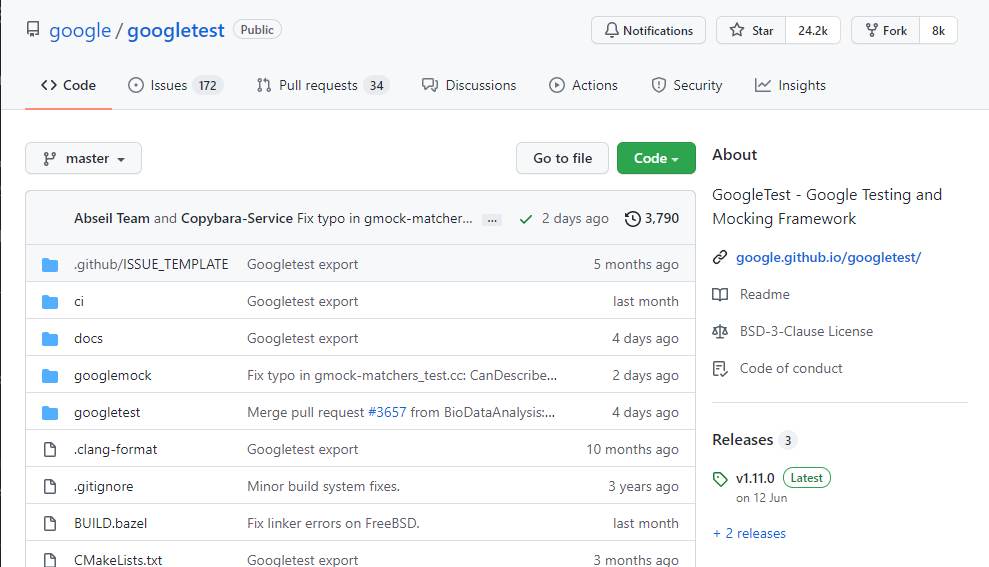 google / googletest Public Notifications Star 24.2k Fork 8k
Code Issues 172 Pull requests 34 Discussions Actions Security Insights
master Go to file Code
Abseil Team and Copybara-Service Fix typo in gmock-matcher... ... 2 days ago 3,790
.github/ISSUE_TEMPLATE Googletest export 5 months ago
ci Googletest export last month
docs Googletest export 4 days ago
googlemock Fix typo in gmock-matchers_test.cc: CanDescribe... 2 days ago
googletest Merge pull request #3657 from BioDataAnalysis:... 4 days ago
.clang-format Googletest export 10 months ago
.gitignore Minor build system fixes. 3 years ago
BUILD.bazel Fix linker errors on FreeBSD. last month
CMakeLists.txt Googletest export 3 months ago
About
GoogleTest - Google Testing and
Mocking Framework
google.github.io/googletest/
Readme
BSD-3-Clause License
Code of conduct
Releases 3
v1.11.0 Latest
on 12 Jun
+ 2 releases